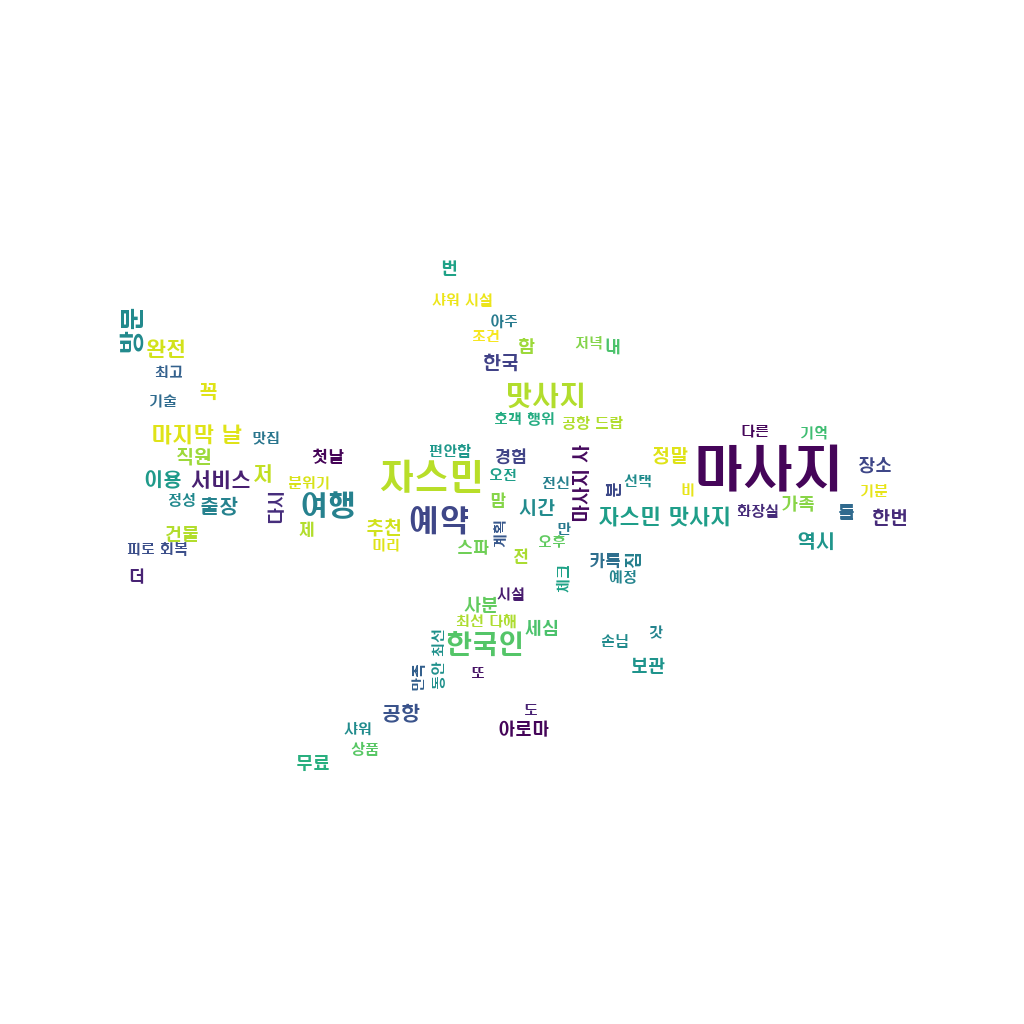 번
샤워 시설
아주
방문
완전
조건
함
저녁
내
한국
최고
꼭
기술
맛사지
호객 행위
공항 드랍
다른
기억
마지막 날
맛집
직원
첫날
편안함
경험
마사지 사
정말
마사지
장소
이용
서비스
저
분위기
자스민
오전
전신
선택
비
기분
정성
출장
다시
여행
예약
맘
시간
자스민 맛사지
화장실
가족
한번
건물
제
추천
미리
계획
만
오후
역시
피로 회복
스파
전
카톡
집
더
체크
예정
시설
사분
최선 다해
세심
한국인
동안 최선
손님
갓
보관
만족
또
공항
도
샤워
아로마
상품
무료